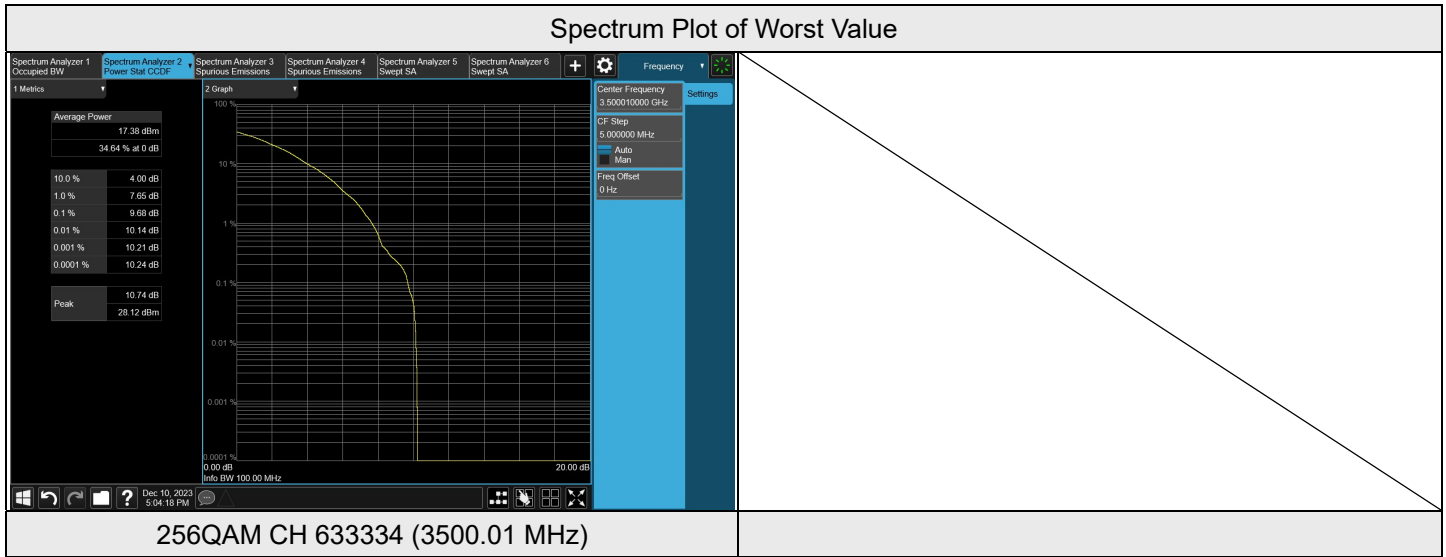 Spectrum Plot of Worst Value
Spectrum Analyzer 1
Occupied BW
Spectrum Analyzer 2
Power Stat CCDF
Spectrum Analyzer 3
Spurious Emissions
Spectrum Analyzer 4
Spurious Emissions
Spectrum Analyzer 5
Swept SA
Spectrum Analyzer 6
Swept SA
+
Frequency
1 Metrics
Average Power
17.38 dBm
34.64 % at 0 dB
10.0 % 4.00 dB
1.0 % 7.65 dB
0.1 % 9.68 dB
0.01 % 10.14 dB
0.001 % 10.21 dB
0.0001 % 10.24 dB
Peak 10.74 dB
28.12 dBm
2 Graph
100 %
10 %
1 %
0.1 %
0.01 %
0.001 %
0.0001 %
0.00 dB 20.00 dB
Info BW 100.00 MHz
Center Frequency
3.500010000 GHz
Settings
CF Step
5.000000 MHz
Auto
Man
Freq Offset
0 Hz
?
Dec 10, 2023
5:04:18 PM
256QAM CH 633334 (3500.01 MHz)